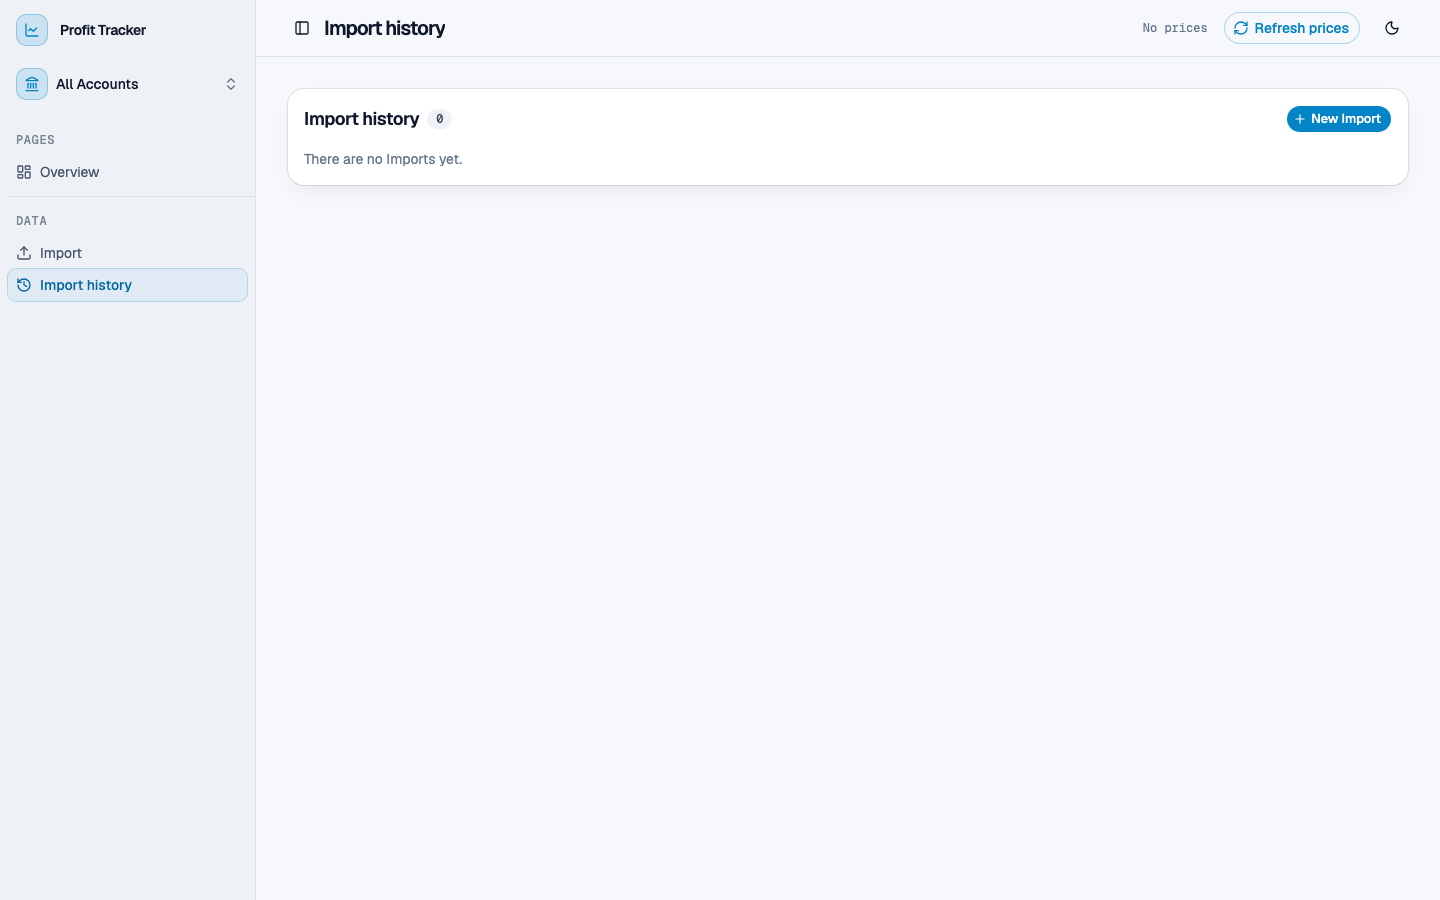 Profit Tracker
All Accounts
PAGES
Overview
DATA
Import
Import history
Import history
No prices
Refresh prices
Import history 0
New Import
There are no Imports yet.